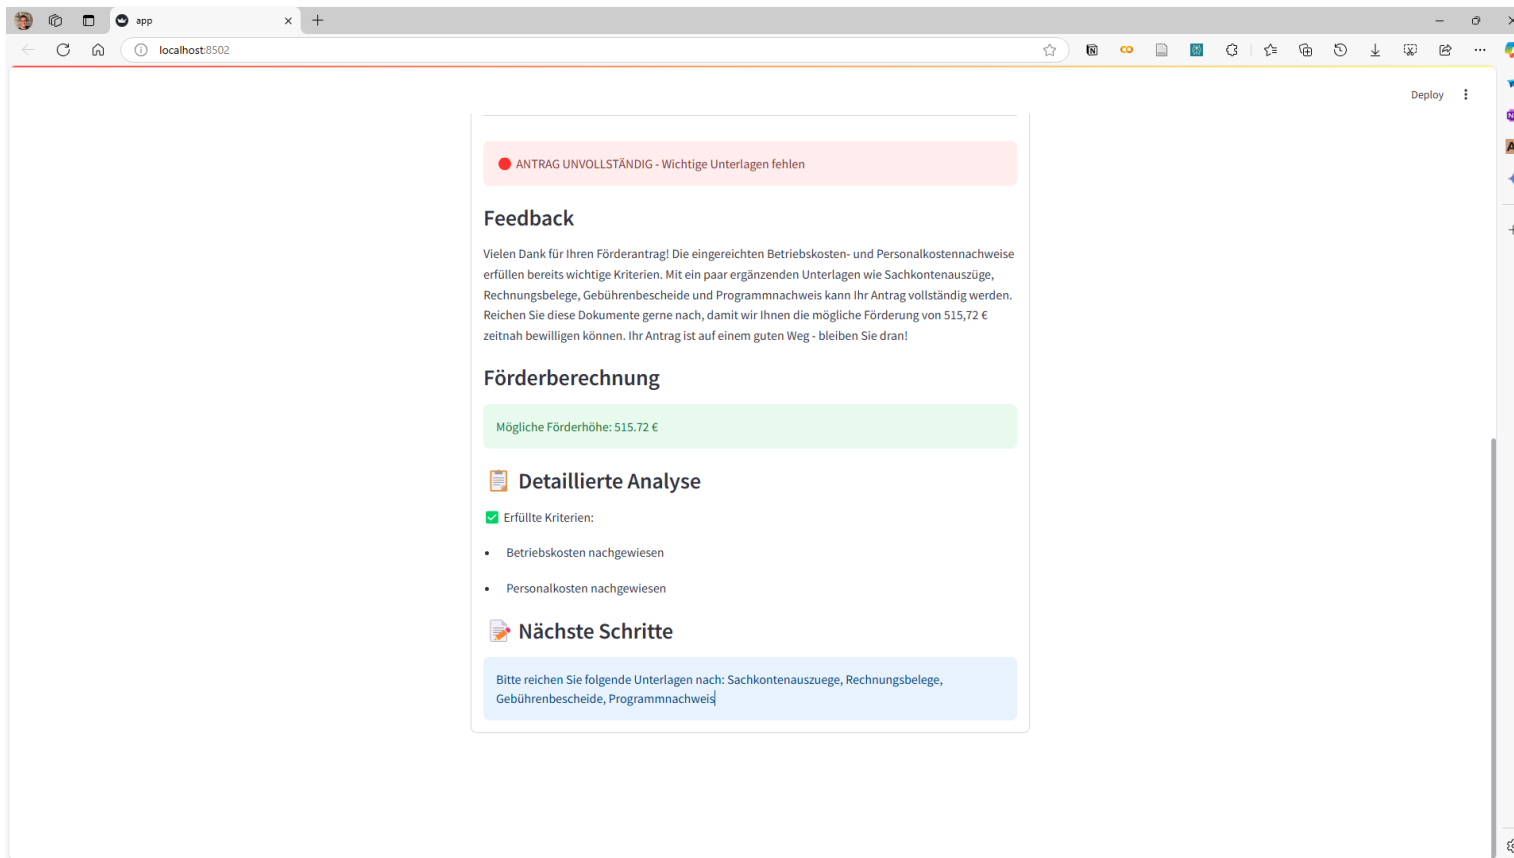 app
localhost:8502
Deploy
ANTRAG UNVOLLSTÄNDIG - Wichtige Unterlagen fehlen
Feedback
Vielen Dank für Ihren Förderantrag! Die eingereichten Betriebskosten- und Personalkostennachweise
erfüllen bereits wichtige Kriterien. Mit ein paar ergänzenden Unterlagen wie Sachkontenauszüge,
Rechnungsbelege, Gebührenbescheide und Programmnachweis kann Ihr Antrag vollständig werden.
Reichen Sie diese Dokumente gerne nach, damit wir Ihnen die mögliche Förderung von 515,72 €
zeitnah bewilligen können. Ihr Antrag ist auf einem guten Weg - bleiben Sie dran!
Förderberechnung
Mögliche Förderhöhe: 515.72 €
Detaillierte Analyse
Erfüllte Kriterien:
Betriebskosten nachgewiesen
Personalkosten nachgewiesen
Nächste Schritte
Bitte reichen Sie folgende Unterlagen nach: Sachkontenauszuege, Rechnungsbelege,
Gebührenbescheide, Programmnachweis